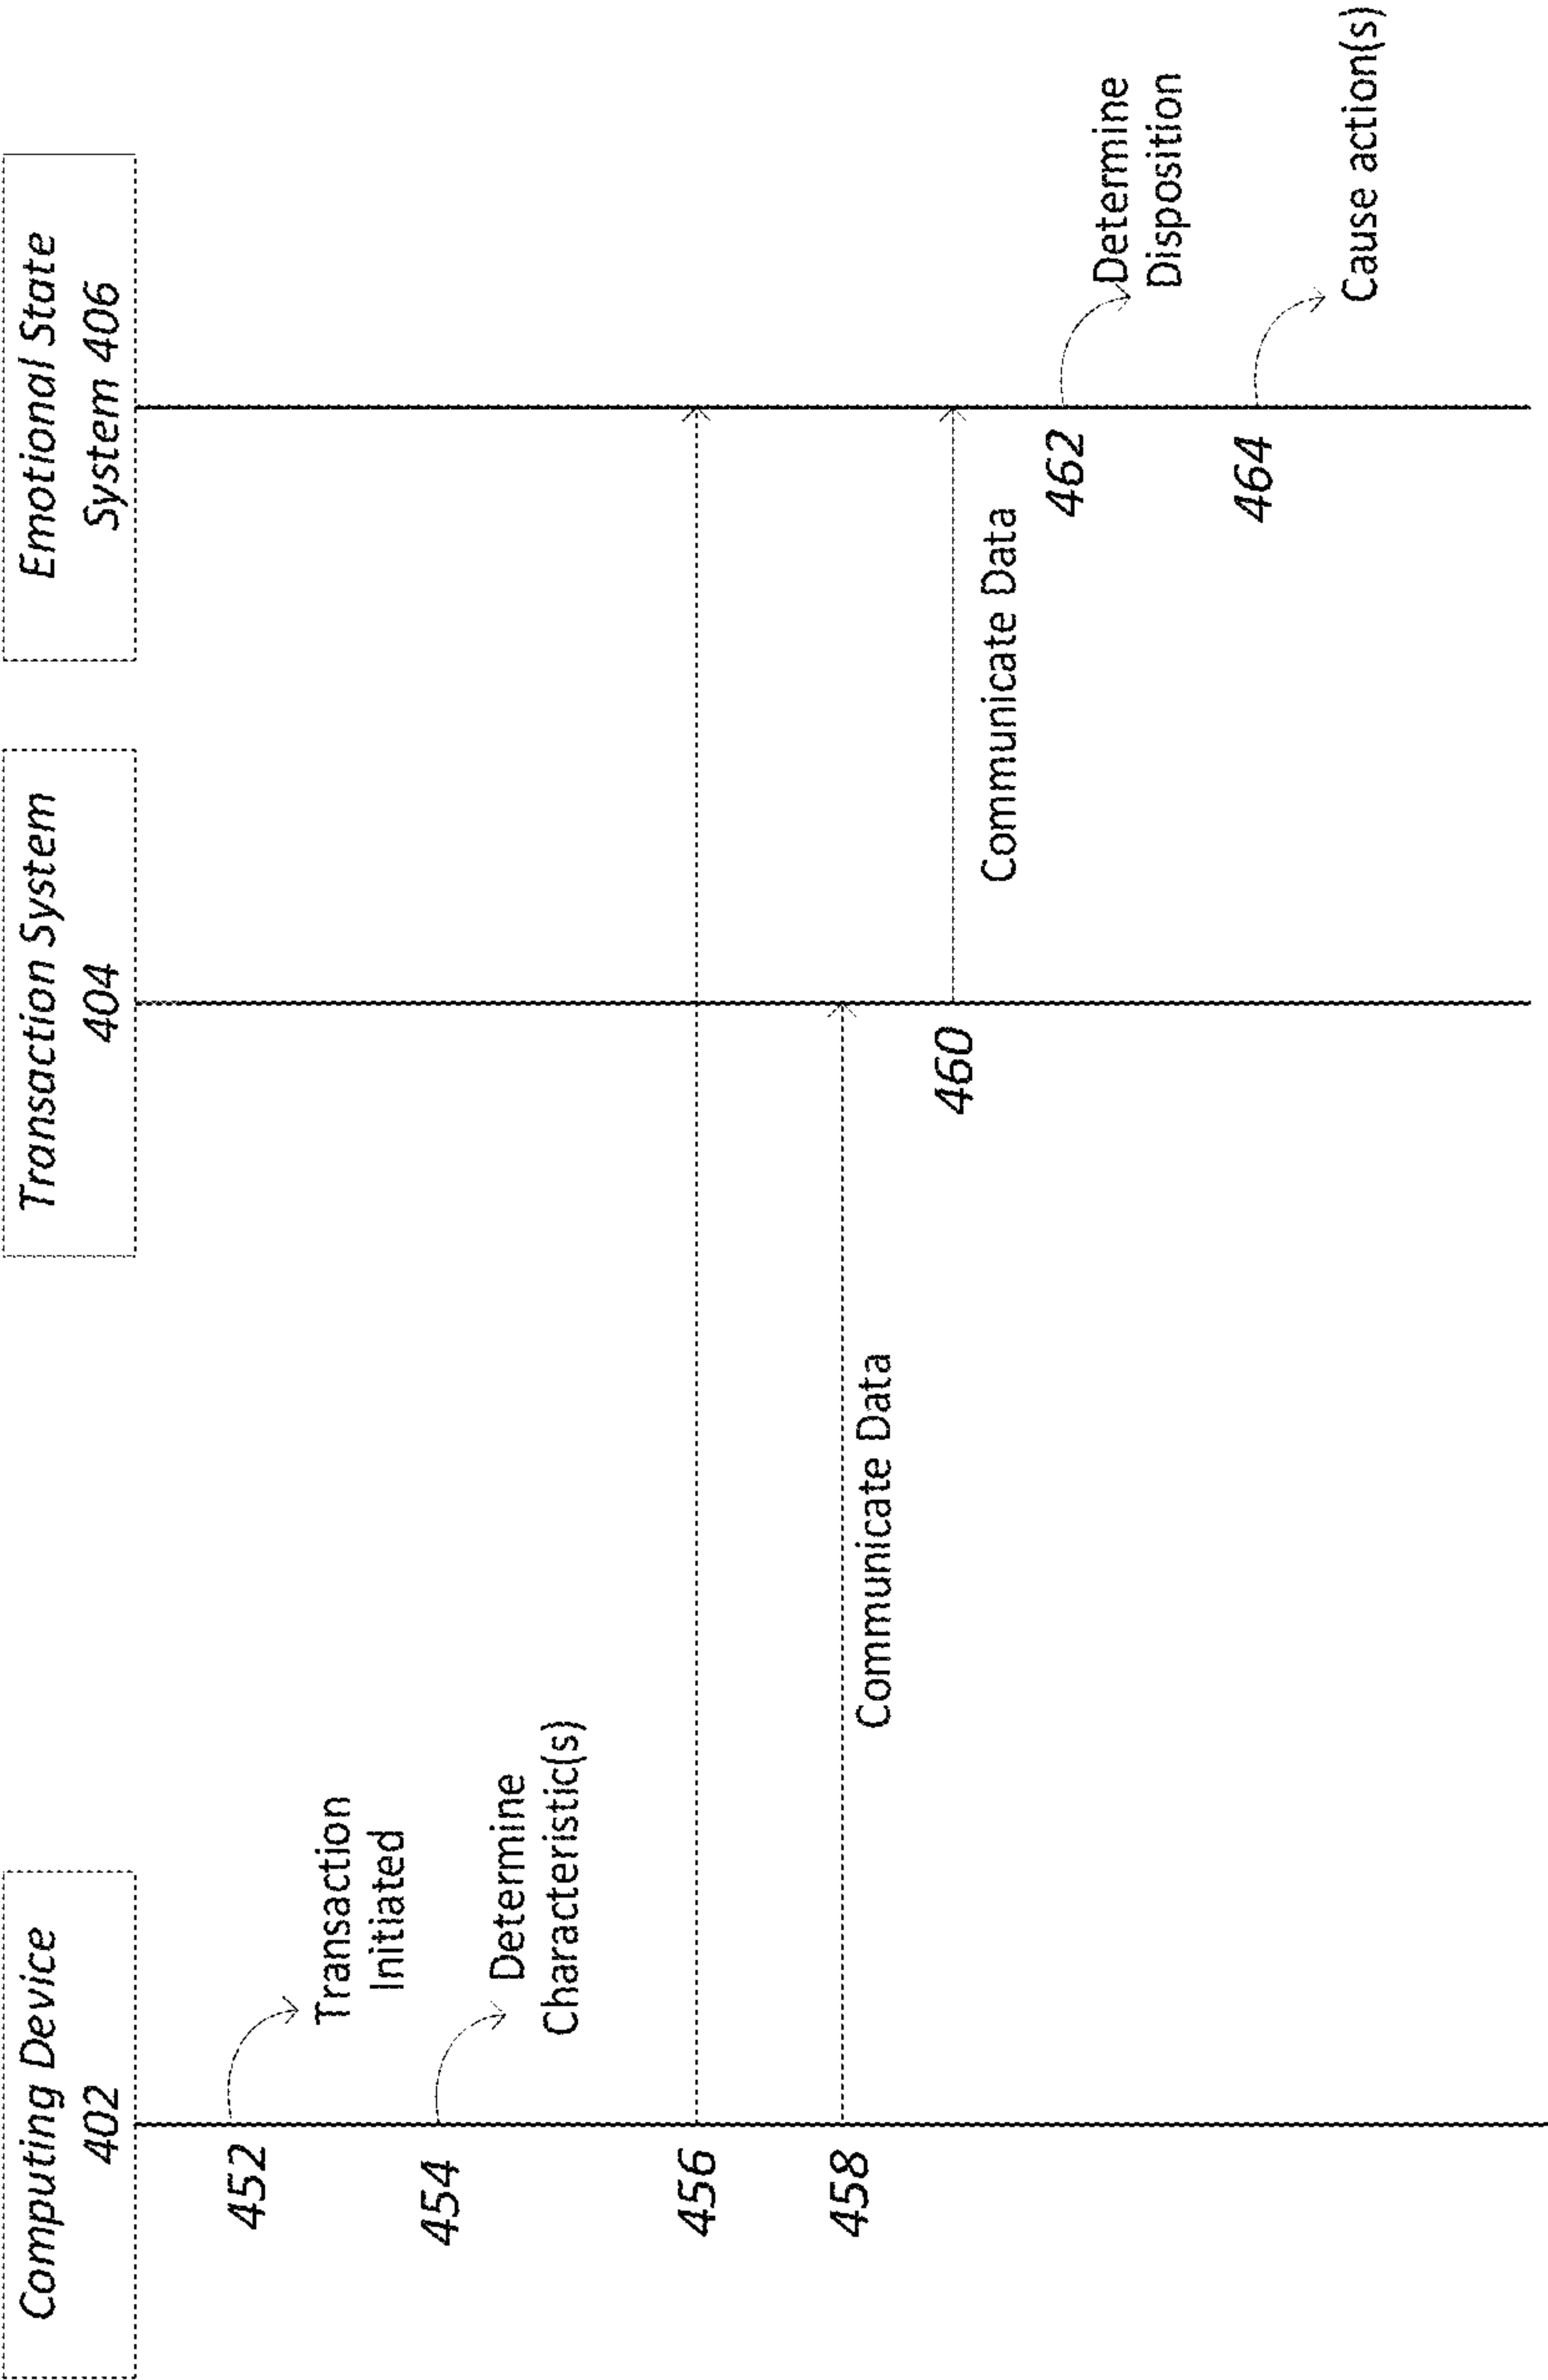 Computing Device
402
Transaction System
404
Emotional State
System 406
452
Transaction
Initiated
454
Determine
Characteristic(s)
456
458
Communicate Data
460
Communicate Data
462
Determine
Disposition
464
Cause action(s)